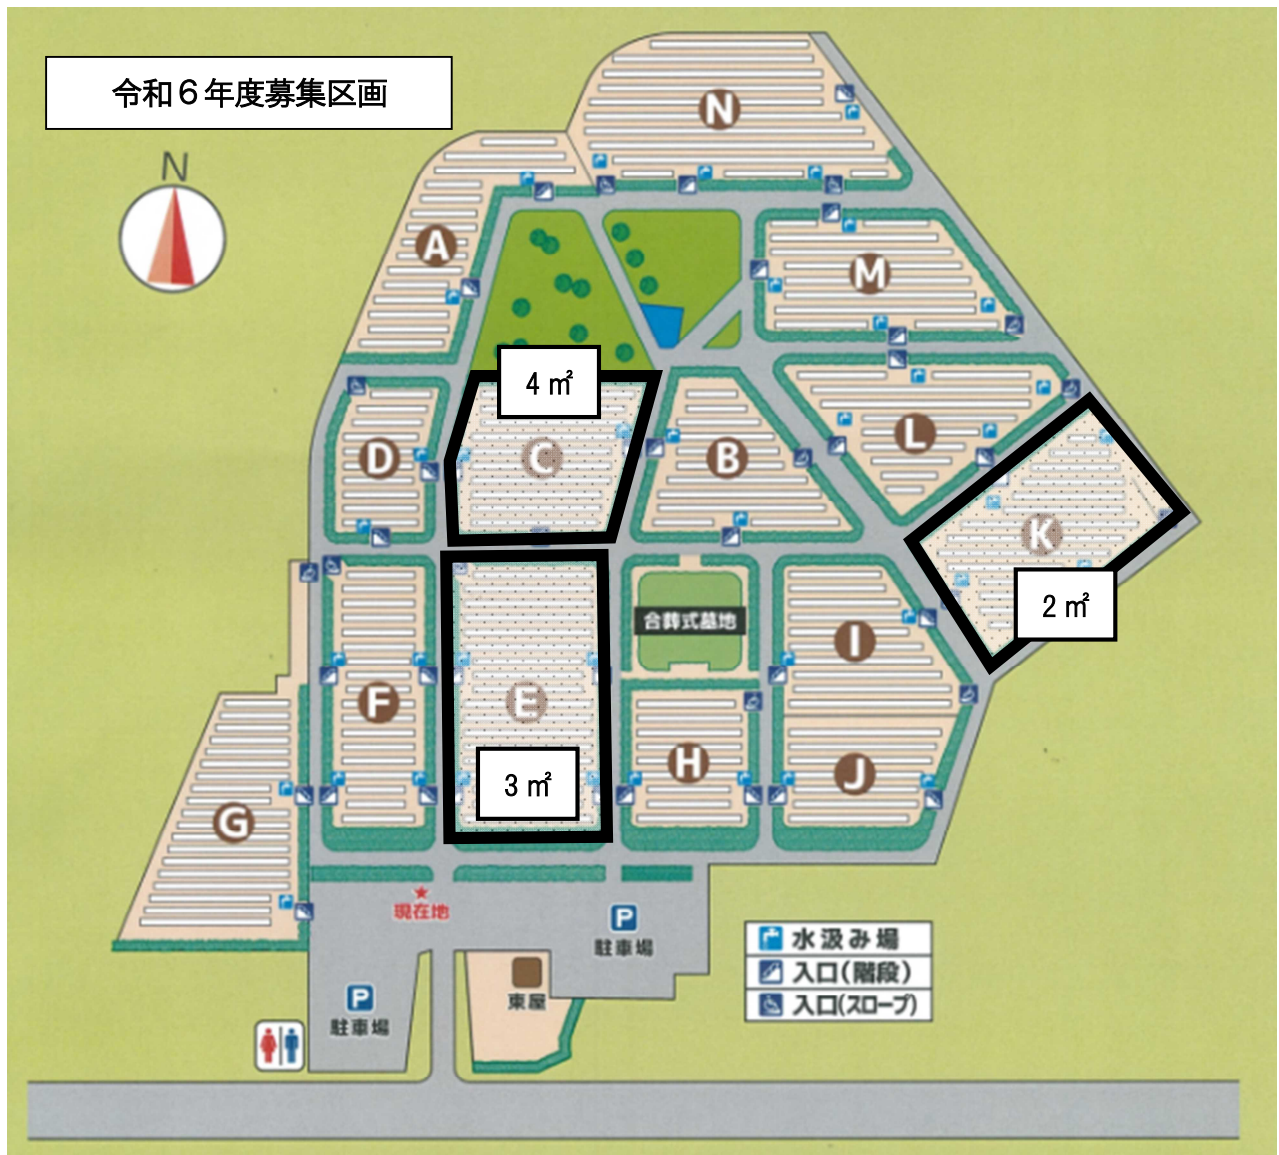 令和６年度募集区画
N
N
A
M
4㎡
C
D
B
L
K
2㎡
合葬式墓地
I
F
E
H
J
3㎡
G
現在地
P
駐車場
水汲み場
入口(階段)
入口(スロープ)
東屋
P
駐車場